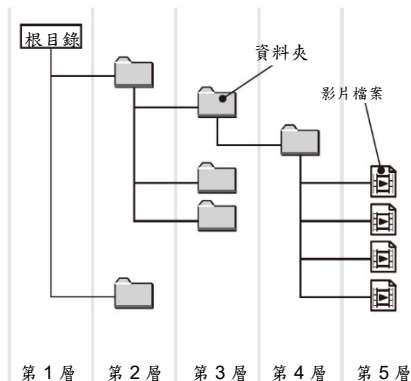 根目錄
資料夾
影片檔案
第 1 層
第 2 層
第 3 層
第 4 層
第 5 層